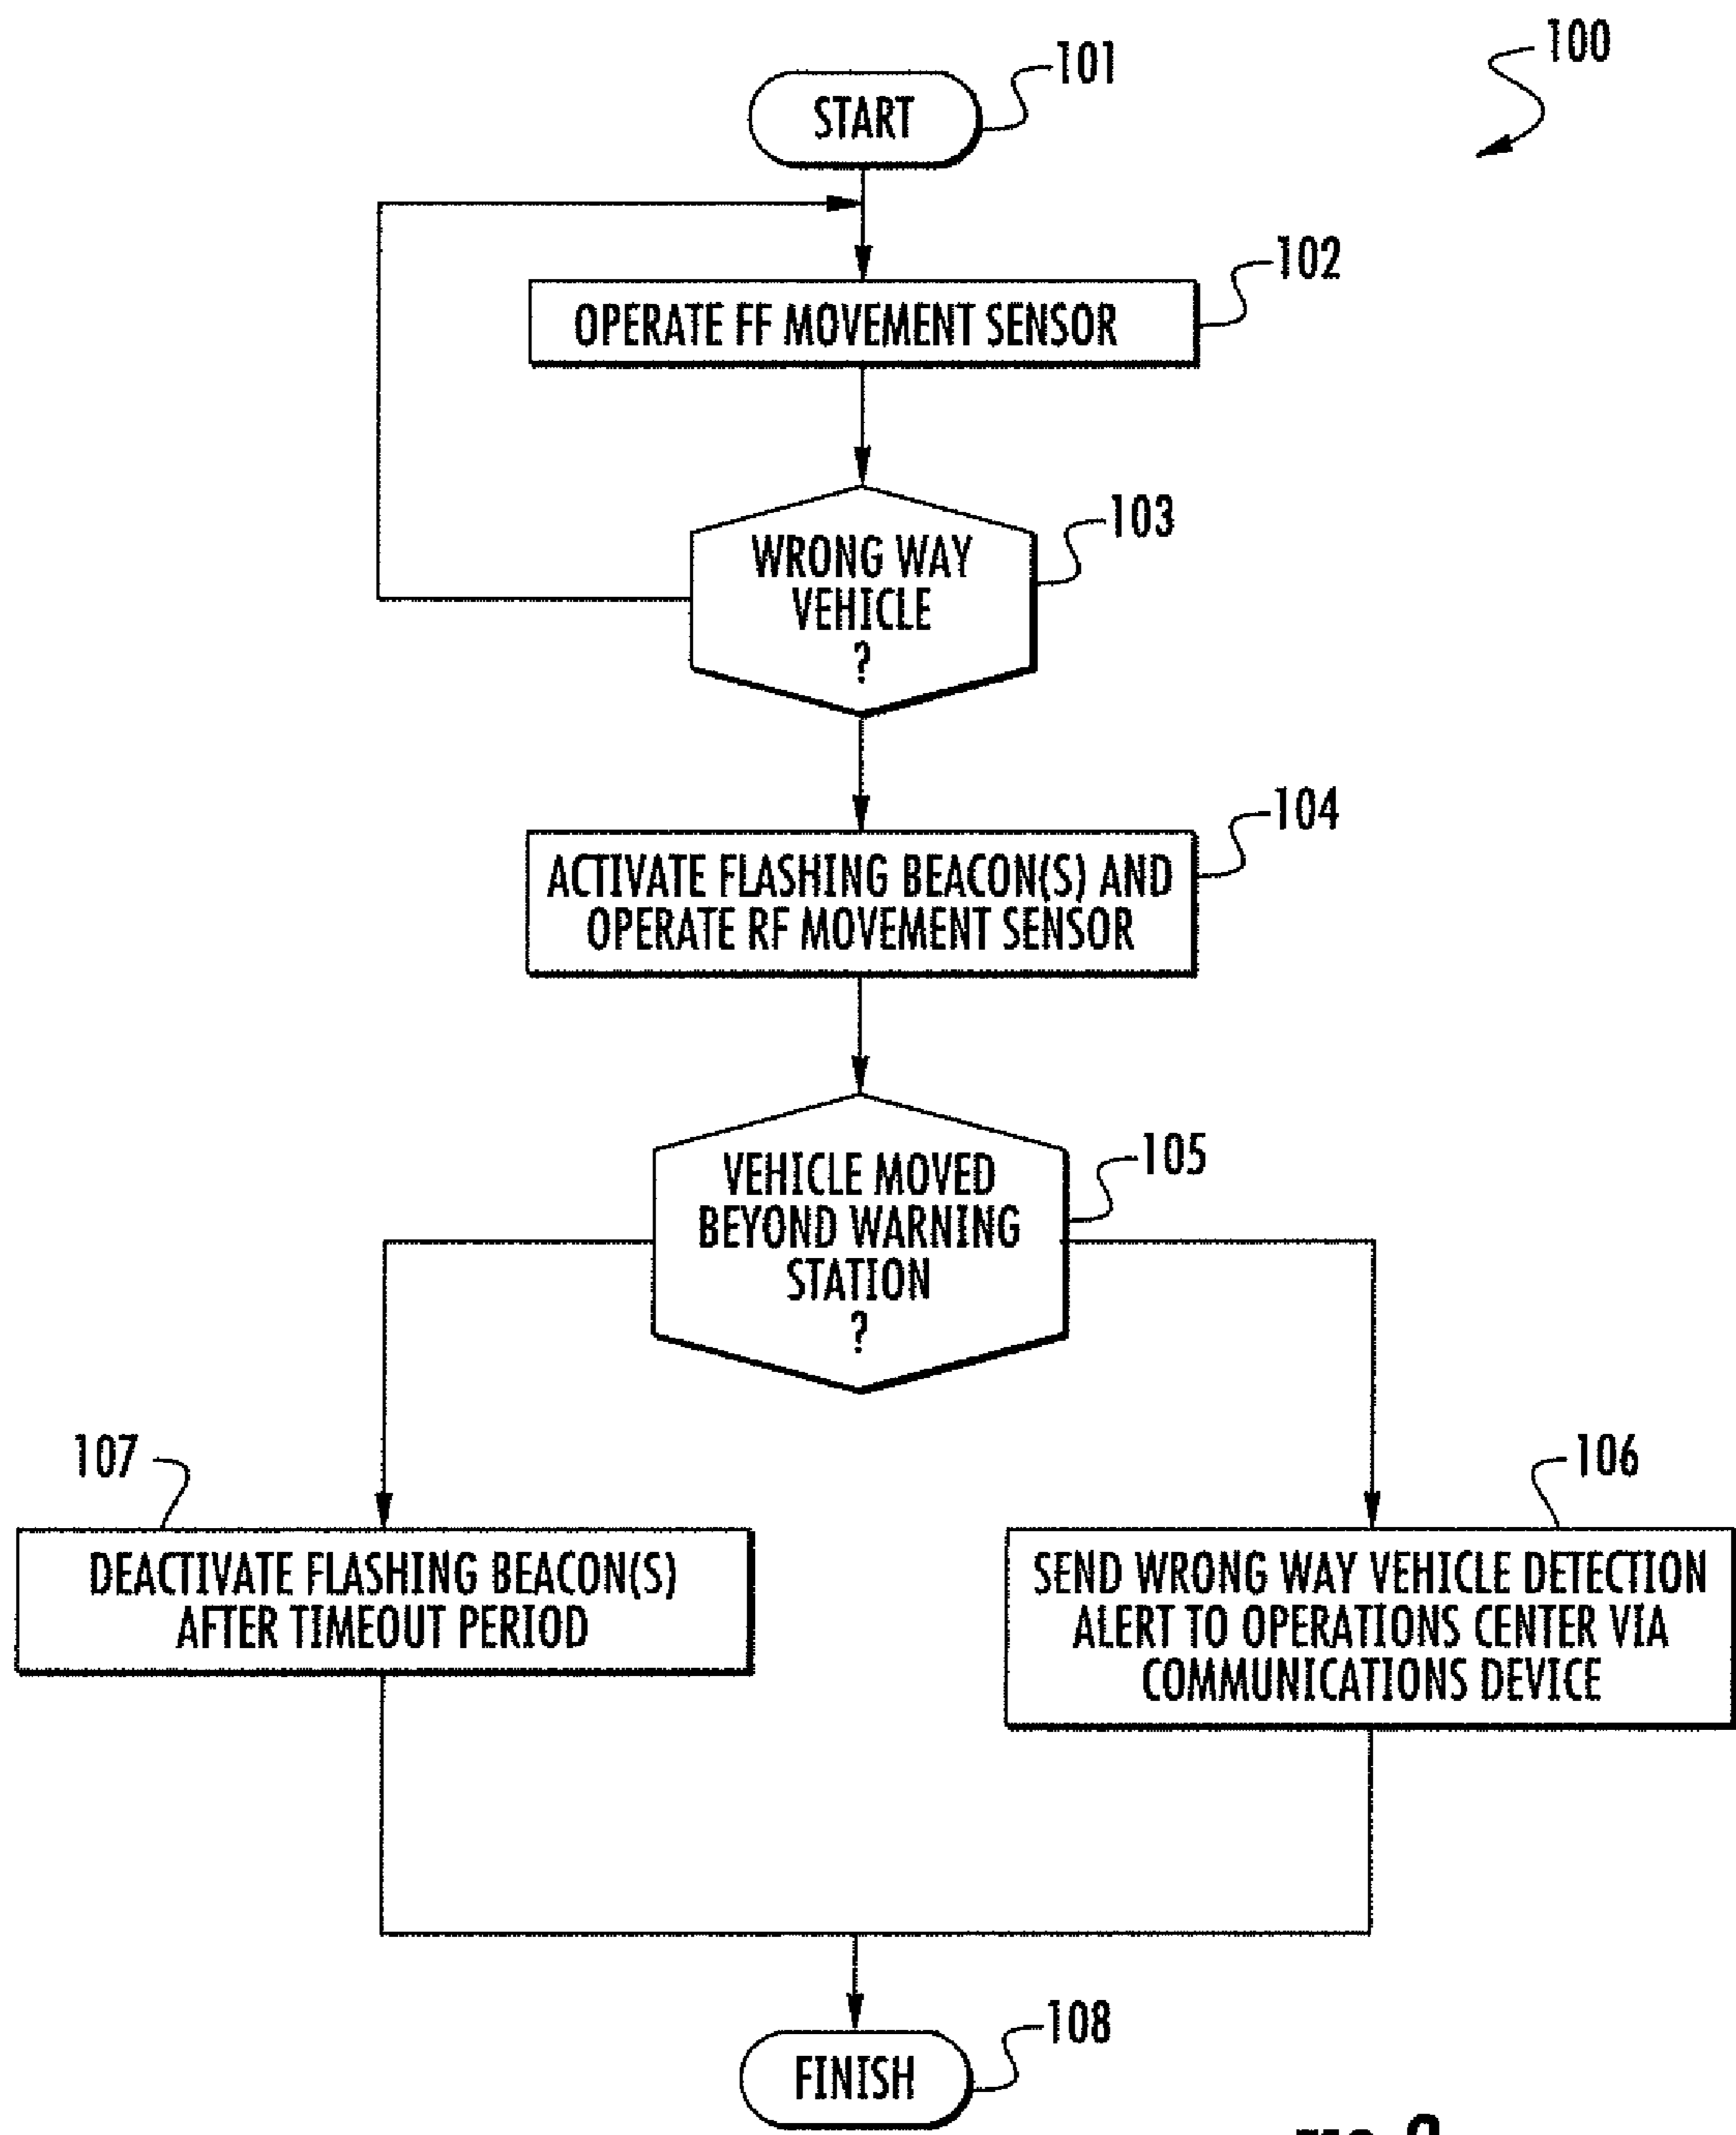 100
101
START
102
OPERATE FF MOVEMENT SENSOR
103
WRONG WAY
VEHICLE
?
104
ACTIVATE FLASHING BEACON(S) AND
OPERATE RF MOVEMENT SENSOR
105
VEHICLE MOVED
BEYOND WARNING
STATION
?
107
DEACTIVATE FLASHING BEACON(S)
AFTER TIMEOUT PERIOD
106
SEND WRONG WAY VEHICLE DETECTION
ALERT TO OPERATIONS CENTER VIA
COMMUNICATIONS DEVICE
108
FINISH